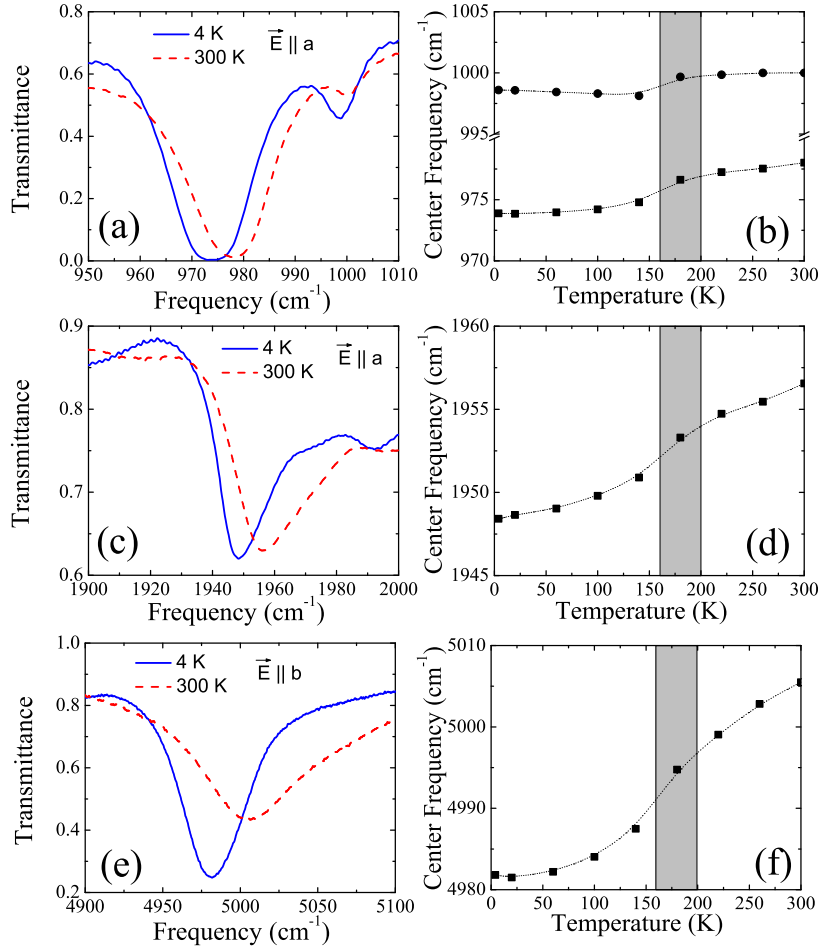 4 K
300 K
E || a
Transmittance
0.8
0.6
0.4
0.2
0.0
(a)
950 960 970 980 990 1000 1010
Frequency (cm-1)
Center Frequency (cm-1)
1005
1000
995
975
970
(b)
0 50 100 150 200 250 300
Temperature (K)
4 K
300 K
E || a
Transmittance
0.9
0.8
0.7
0.6
(c)
1900 1920 1940 1960 1980 2000
Frequency (cm-1)
Center Frequency (cm-1)
1960
1955
1950
1945
(d)
0 50 100 150 200 250 300
Temperature (K)
4 K
300 K
E || b
Transmittance
1.0
0.8
0.6
0.4
0.2
(e)
4900 4950 5000 5050 5100
Frequency (cm-1)
Center Frequency (cm-1)
5010
5000
4990
4980
(f)
0 50 100 150 200 250 300
Temperature (K)